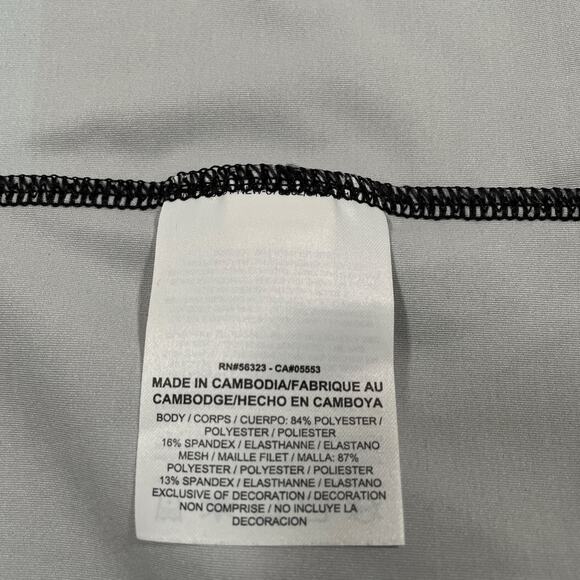 RN#56323 - CA#05553
MADE IN CAMBODIA/FABRIQUE AU
CAMBODGE/HECHO EN CAMBOYA
BODY / CORPS / CUERPO: 84% POLYESTER /
POLYESTER / POLIESTER
16% SPANDEX / ELASTHANNE / ELASTANO
MESH / MAILLE FILET / MALLA: 87%
POLYESTER / POLYESTER / POLIESTER
13% SPANDEX / ELASTHANNE / ELASTANO
EXCLUSIVE OF DECORATION / DECORATION
NON COMPRISE / NO INCLUYE LA
DECORACION